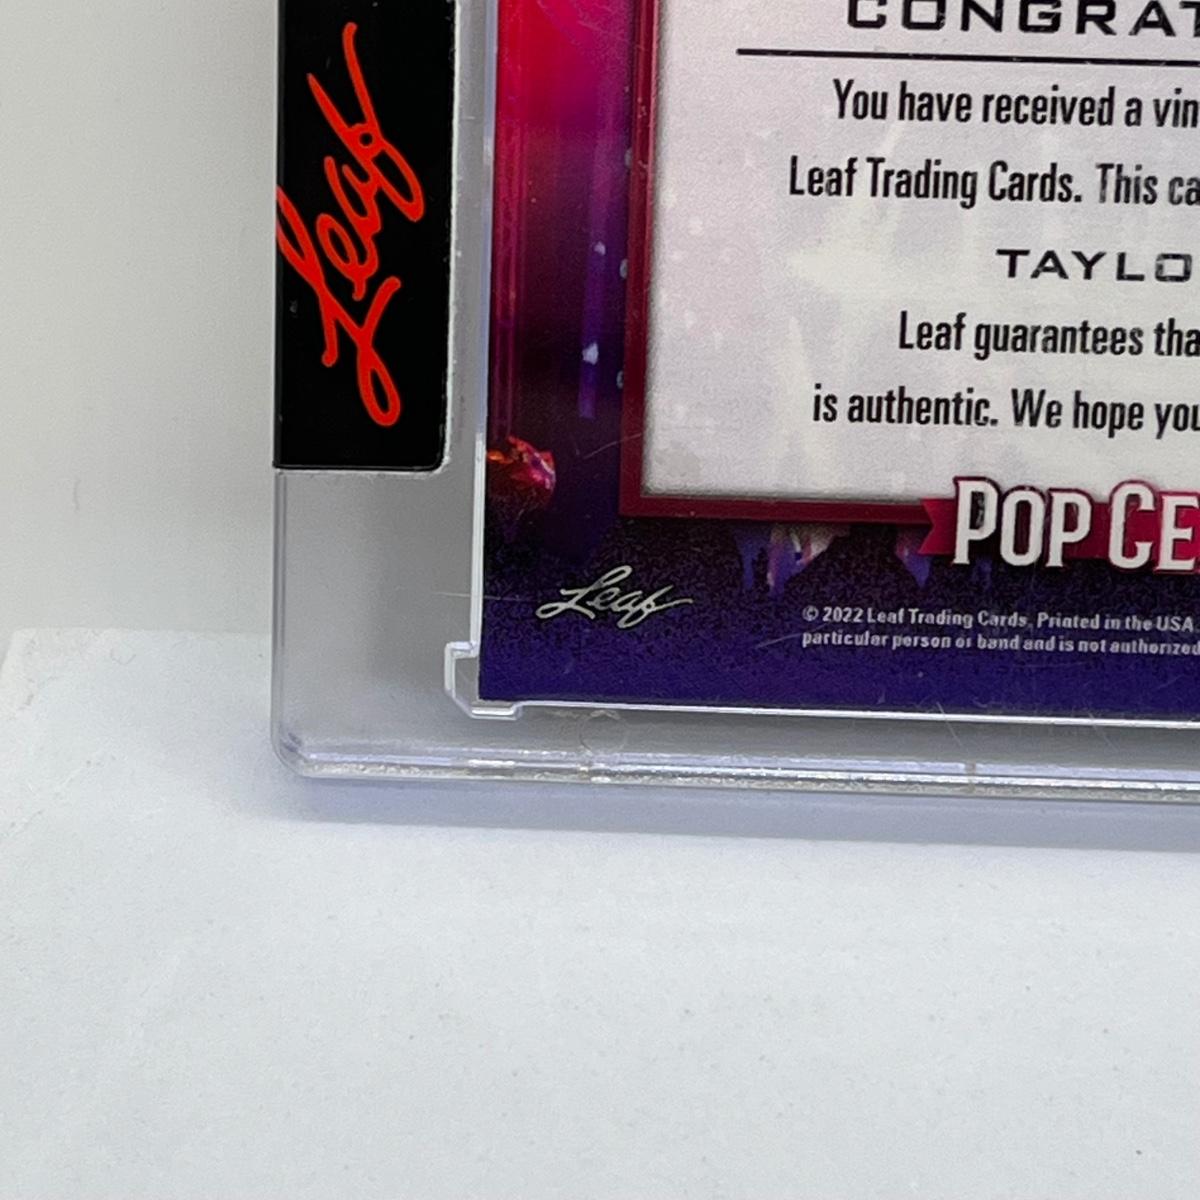 Leaf
CONGRAT
You have received a vin
Leaf Trading Cards. This ca
TAYLO
Leaf guarantees tha
is authentic. We hope you
POP CE
Leaf
© 2022 Leaf Trading Cards. Printed in the USA.
particular person or band and is not authorized